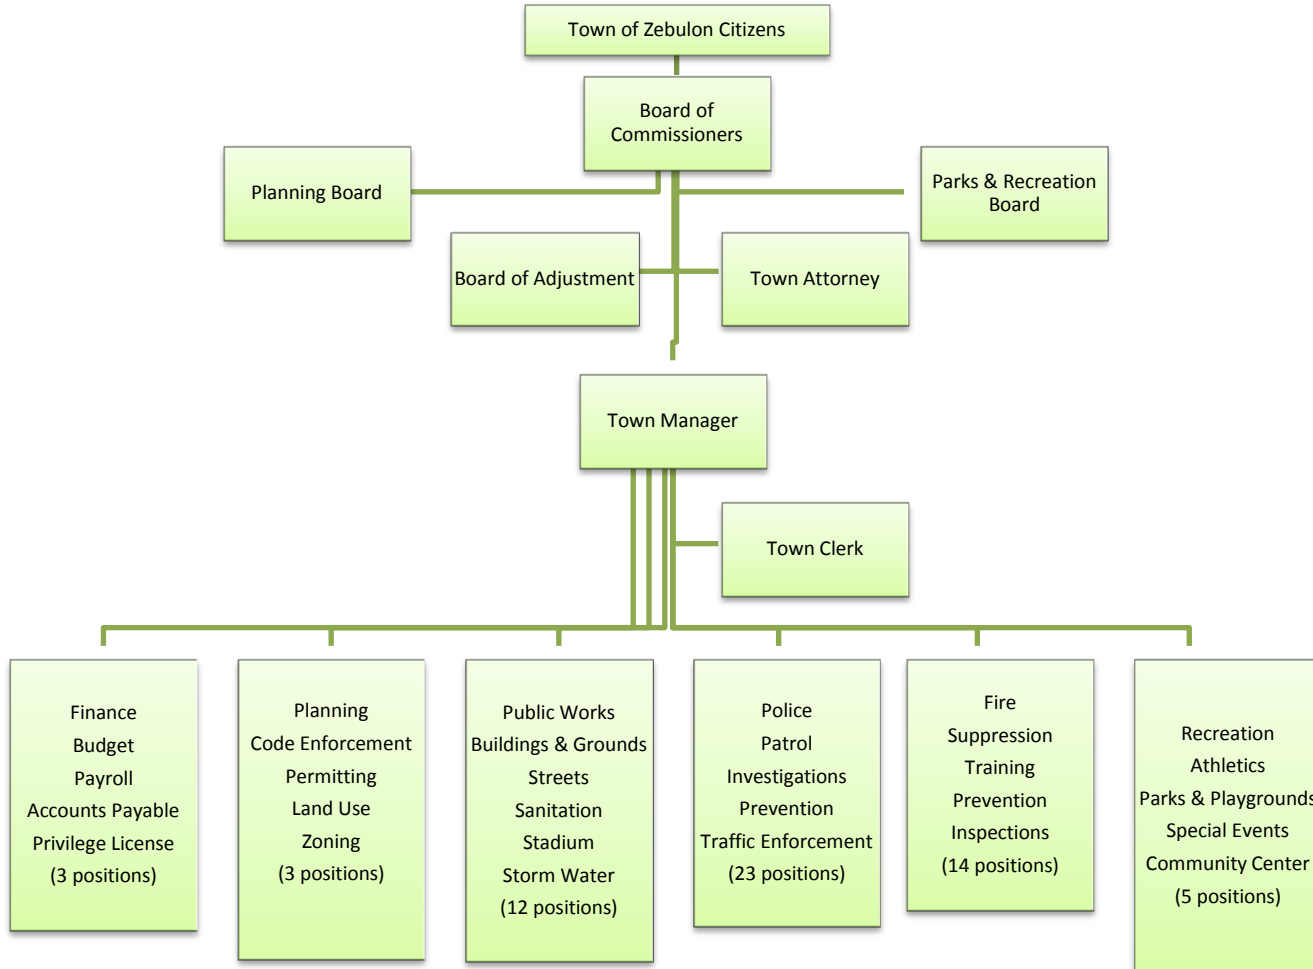 Town of Zebulon Citizens
Board of
Commissioners
Planning Board
Parks & Recreation
Board
Board of Adjustment
Town Attorney
Town Manager
Town Clerk
Finance
Budget
Payroll
Accounts Payable
Privilege License
(3 positions)
Planning
Code Enforcement
Permitting
Land Use
Zoning
(3 positions)
Public Works
Buildings & Grounds
Streets
Sanitation
Stadium
Storm Water
(12 positions)
Police
Patrol
Investigations
Prevention
Traffic Enforcement
(23 positions)
Fire
Suppression
Training
Prevention
Inspections
(14 positions)
Recreation
Athletics
Parks & Playgrounds
Special Events
Community Center
(5 positions)